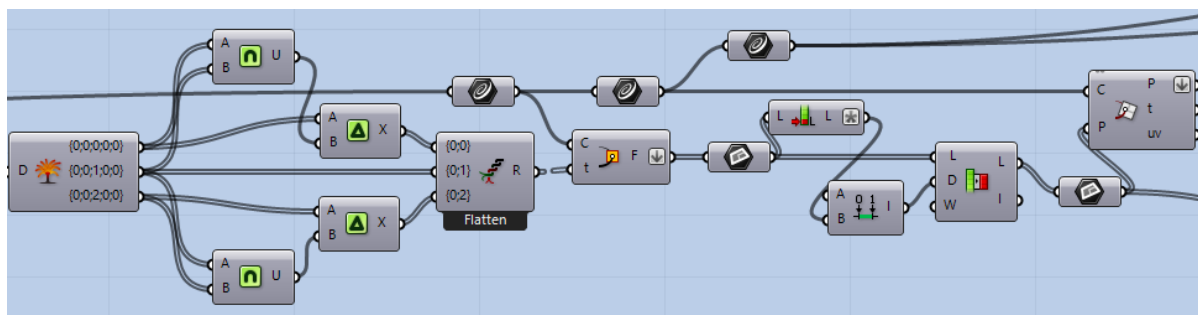 A
B
U
D
{0;0;0;0;0}
{0;0;1;0;0}
{0;0;2;0;0}
A
B
X
A
B
X
A
B
U
{0;0}
{0;1}
{0;2}
R
Flatten
C
t
F
L
L
A
B
0 1
I
L
D
W
L
I
C
P
P
t
uv